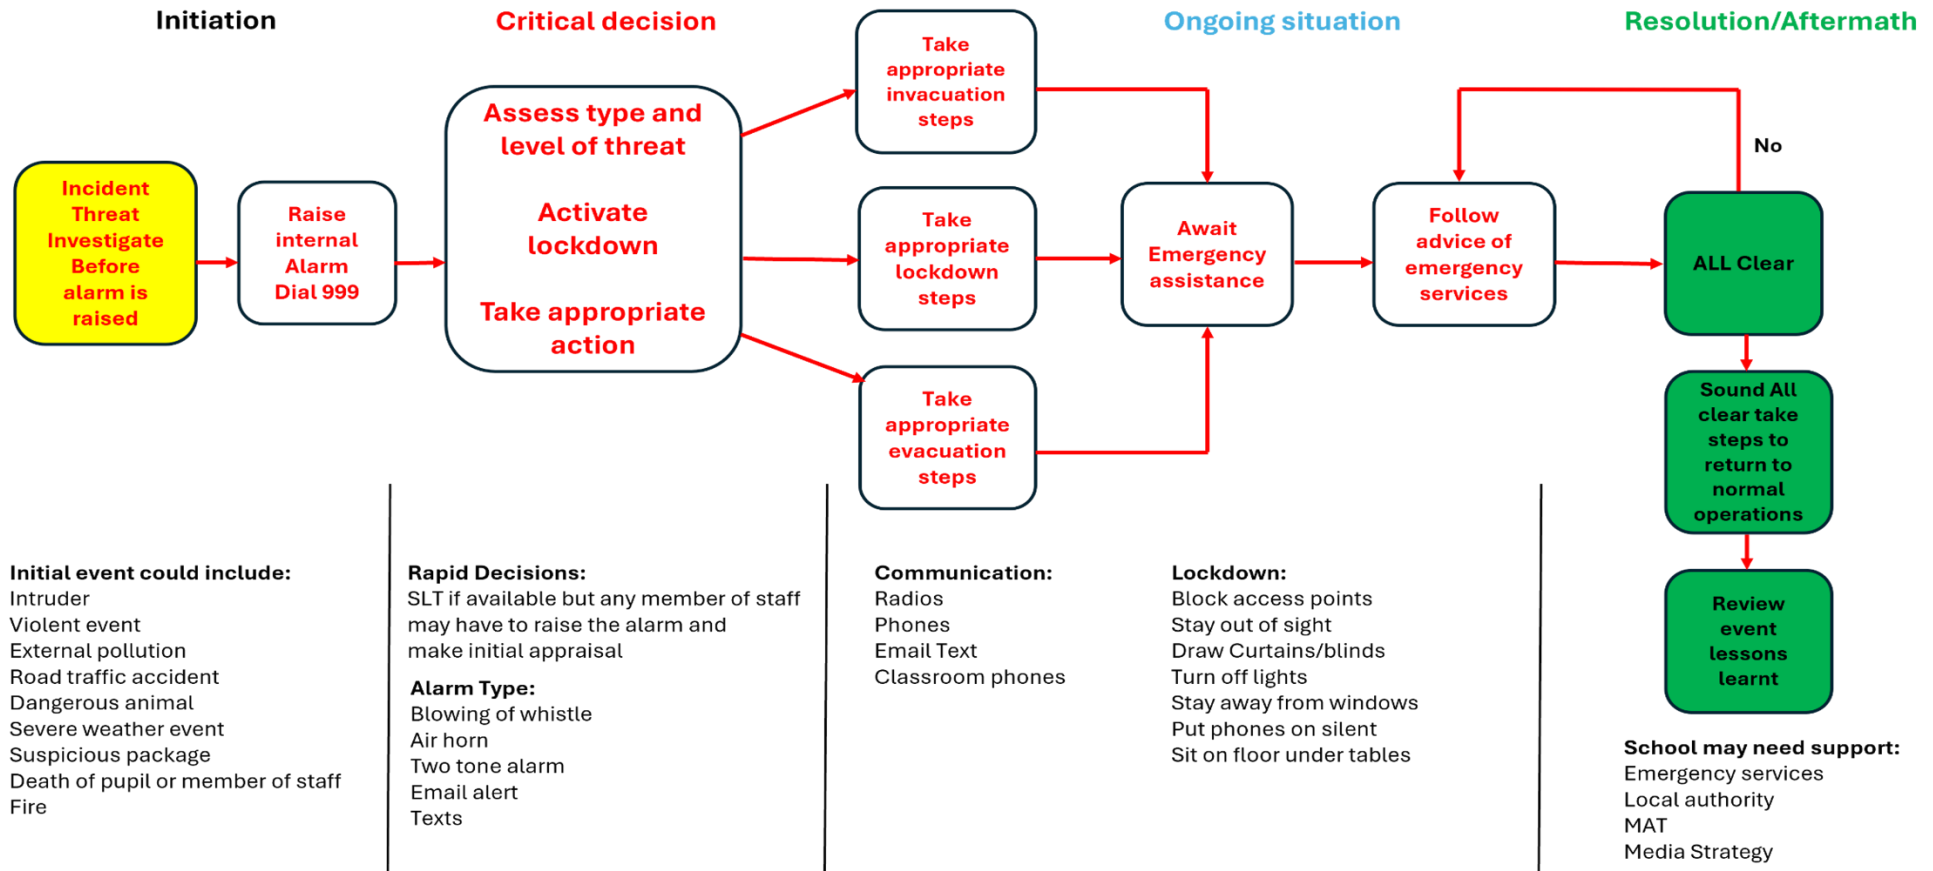 Initiation
Critical decision
Ongoing situation
Resolution/Aftermath
Incident
Threat
Investigate
Before
alarm is
raised
Raise
internal
Alarm
Dial 999
Assess type and
level of threat
Activate
lockdown
Take appropriate
action
Take
appropriate
invacuation
steps
Take
appropriate
lockdown
steps
Take
appropriate
evacuation
steps
Await
Emergency
assistance
Follow
advice of
emergency
services
No
ALL Clear
Sound All
clear take
steps to
return to
normal
operations
Review
event
lessons
learnt
Initial event could include:
Intruder
Violent event
External pollution
Road traffic accident
Dangerous animal
Severe weather event
Suspicious package
Death of pupil or member of staff
Fire
Rapid Decisions:
SLT if available but any member of staff
may have to raise the alarm and
make initial appraisal
Alarm Type:
Blowing of whistle
Air horn
Two tone alarm
Email alert
Texts
Communication:
Radios
Phones
Email Text
Classroom phones
Lockdown:
Block access points
Stay out of sight
Draw Curtains/blinds
Turn off lights
Stay away from windows
Put phones on silent
Sit on floor under tables
School may need support:
Emergency services
Local authority
MAT
Media Strategy